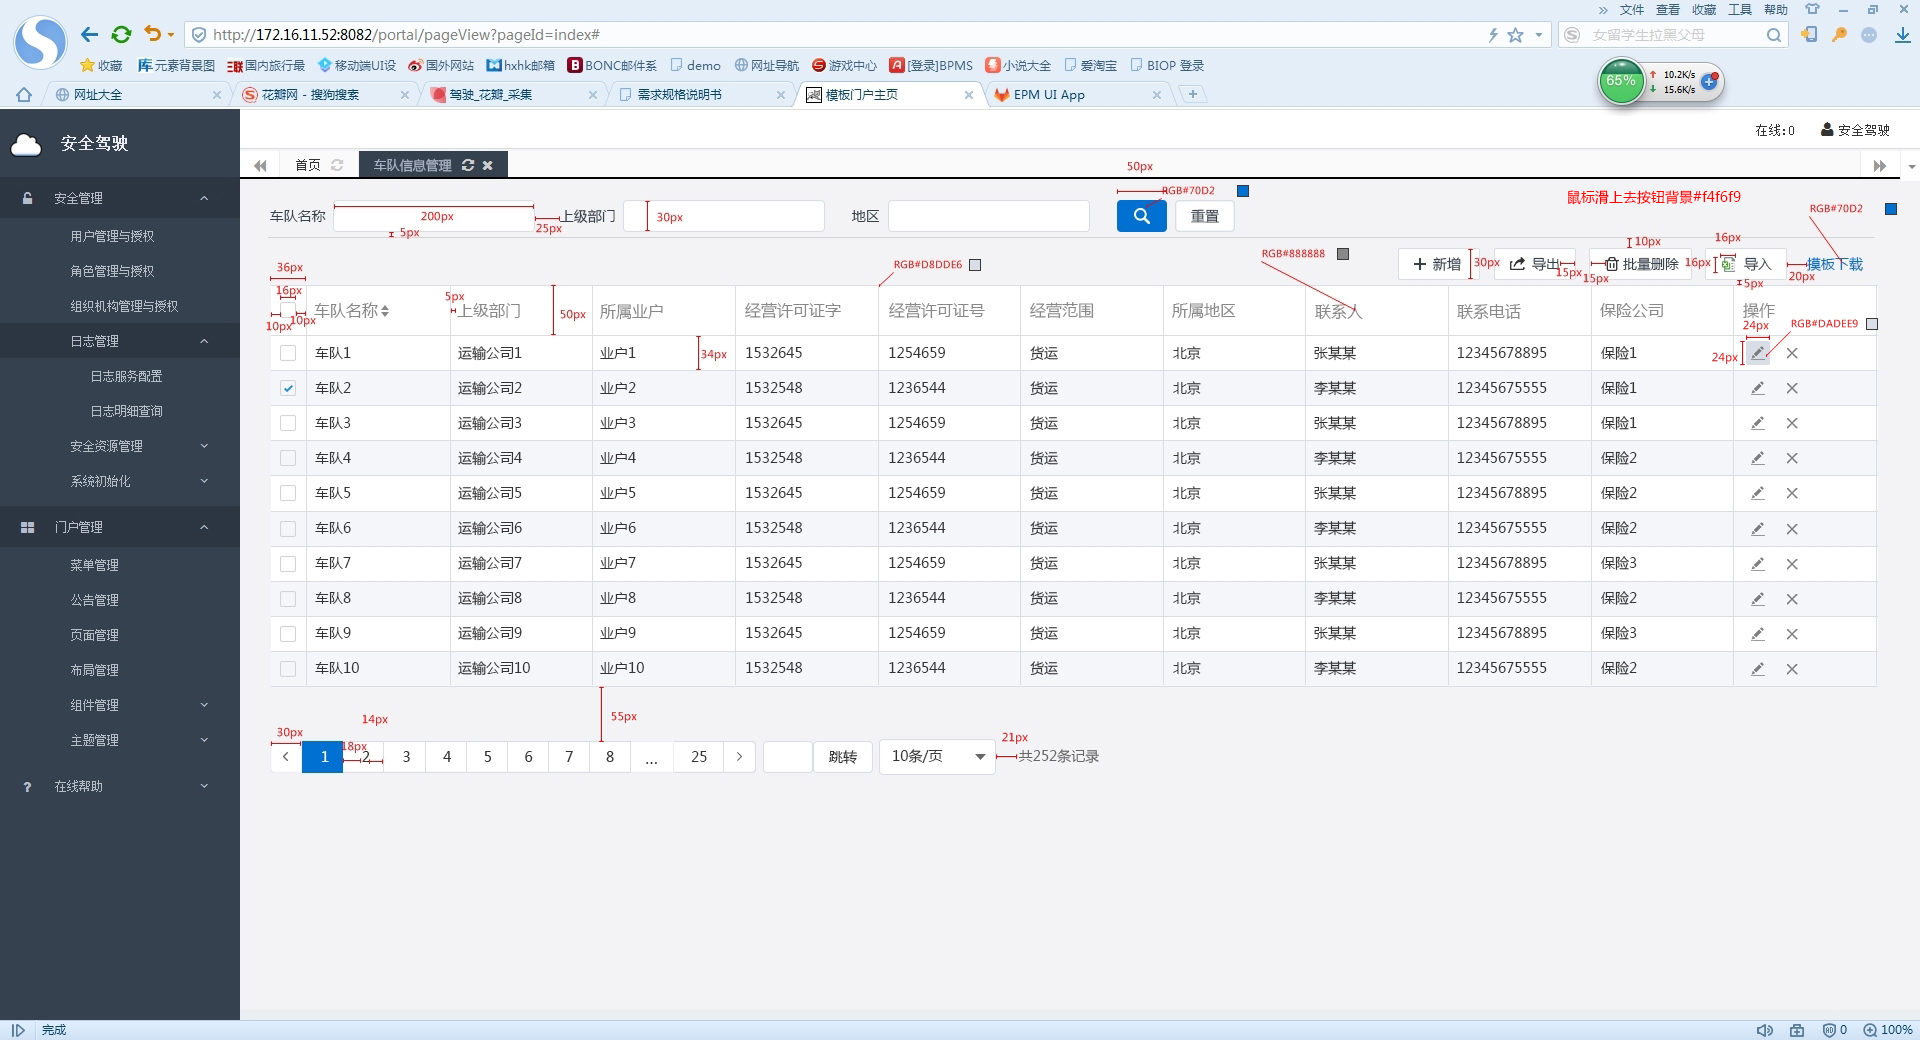 » 文件 查看 收藏 工具 帮助
http://172.16.11.52:8082/portal/pageView?pageId=index#
女留学生拉黑父母
收藏 元素背景图 国内旅行最 移动端UI设 国外网站 hxhk邮箱 BONC邮件系 demo 网址导航 游戏中心 [登录]BPMS 小说大全 爱淘宝 BIOP 登录
65% 10.2K/s
15.6K/s
网址大全 花瓣网 - 搜狗搜索 驾驶_花瓣_采集 需求规格说明书 模板门户主页 EPM UI App
安全驾驶
在线:0 安全驾驶
首页 车队信息管理
50px
安全管理
用户管理与授权
角色管理与授权
组织机构管理与授权
日志管理
日志服务配置
日志明细查询
安全资源管理
系统初始化
门户管理
菜单管理
公告管理
页面管理
布局管理
组件管理
主题管理
在线帮助
RGB#70D2
鼠标滑上去按钮背景#f4f6f9
RGB#70D2
车队名称 200px 25px 上级部门 30px 地区 重置
5px
RGB#D8DDE6
RGB#888888
新增 30px 导出 15px 15px 批量删除 10px 16px 16px 导入 20px 模板下载
5px
36px
16px
10px 10px
车队名称 5px 上级部门 50px 所属业户 经营许可证字 经营许可证号 经营范围 所属地区 联系人 联系电话 保险公司 操作
24px RGB#DADEE9
车队1 运输公司1 业户1 34px 1532645 1254659 货运 北京 张某某 12345678895 保险1 24px
车队2 运输公司2 业户2 1532548 1236544 货运 北京 李某某 12345675555 保险1
车队3 运输公司3 业户3 1532645 1254659 货运 北京 张某某 12345678895 保险1
车队4 运输公司4 业户4 1532548 1236544 货运 北京 李某某 12345675555 保险2
车队5 运输公司5 业户5 1532645 1254659 货运 北京 张某某 12345678895 保险2
车队6 运输公司6 业户6 1532548 1236544 货运 北京 李某某 12345675555 保险2
车队7 运输公司7 业户7 1532645 1254659 货运 北京 张某某 12345678895 保险3
车队8 运输公司8 业户8 1532548 1236544 货运 北京 李某某 12345675555 保险2
车队9 运输公司9 业户9 1532645 1254659 货运 北京 张某某 12345678895 保险3
车队10 运输公司10 业户10 1532548 1236544 货运 北京 李某某 12345675555 保险2
55px
14px
30px
18px
21px
1 2 3 4 5 6 7 8 ... 25 跳转 10条/页 共252条记录
完成
0 100%